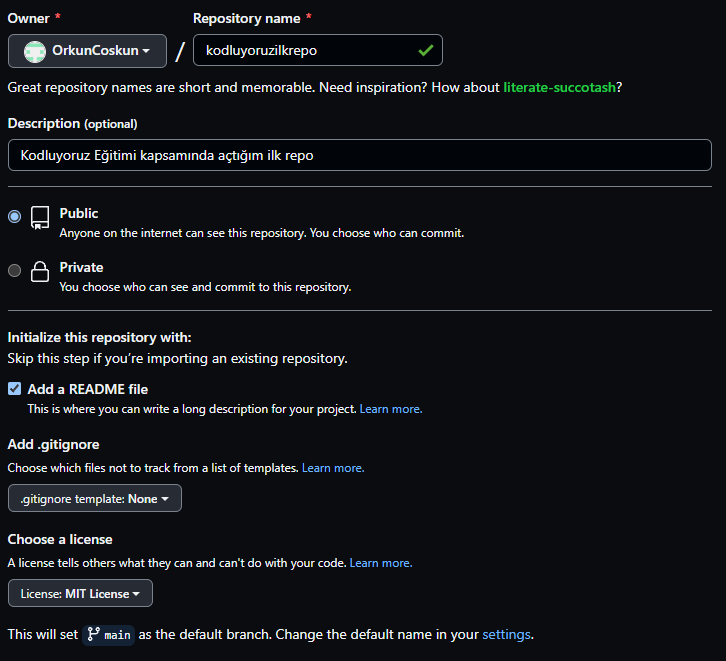 Owner * Repository name *
OrkunCoskun / kodluyoruzilkrepo
Great repository names are short and memorable. Need inspiration? How about literate-succotash?
Description (optional)
Kodluyoruz Eğitimi kapsamında açtığım ilk repo
Public
Anyone on the internet can see this repository. You choose who can commit.
Private
You choose who can see and commit to this repository.
Initialize this repository with:
Skip this step if you’re importing an existing repository.
Add a README file
This is where you can write a long description for your project. Learn more.
Add .gitignore
Choose which files not to track from a list of templates. Learn more.
.gitignore template: None
Choose a license
A license tells others what they can and can't do with your code. Learn more.
License: MIT License
This will set main as the default branch. Change the default name in your settings.